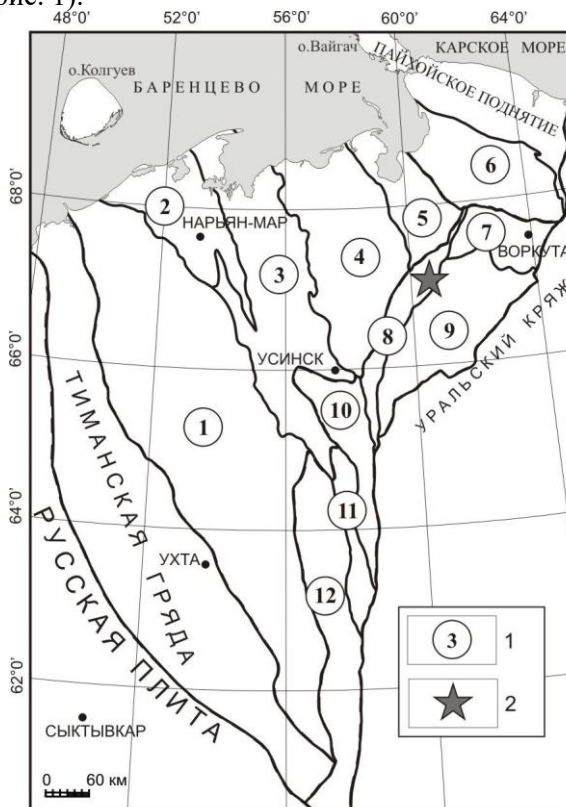 рис. 1).
48°0' 52°0' 56°0' 60°0' 64°0'
о.Вайгач
КАРСКОЕ МОРЕ
о.Колгуев
БАРЕНЦЕВО МОРЕ
ПАЙХОЙСКОЕ ПОДНЯТИЕ
68°0'
66°0'
64°0'
62°0'
6
2
НАРЬЯН-МАР
5
7
ВОРКУТА
3
4
8
9
УСИНСК
УРАЛЬСКИЙ КРЯЖ
10
1
11
ТИМАНСКАЯ ГРЯДА
УХТА
12
РУССКАЯ ПЛИТА
3 1
2
СЫКТЫВКАР
0 60 км